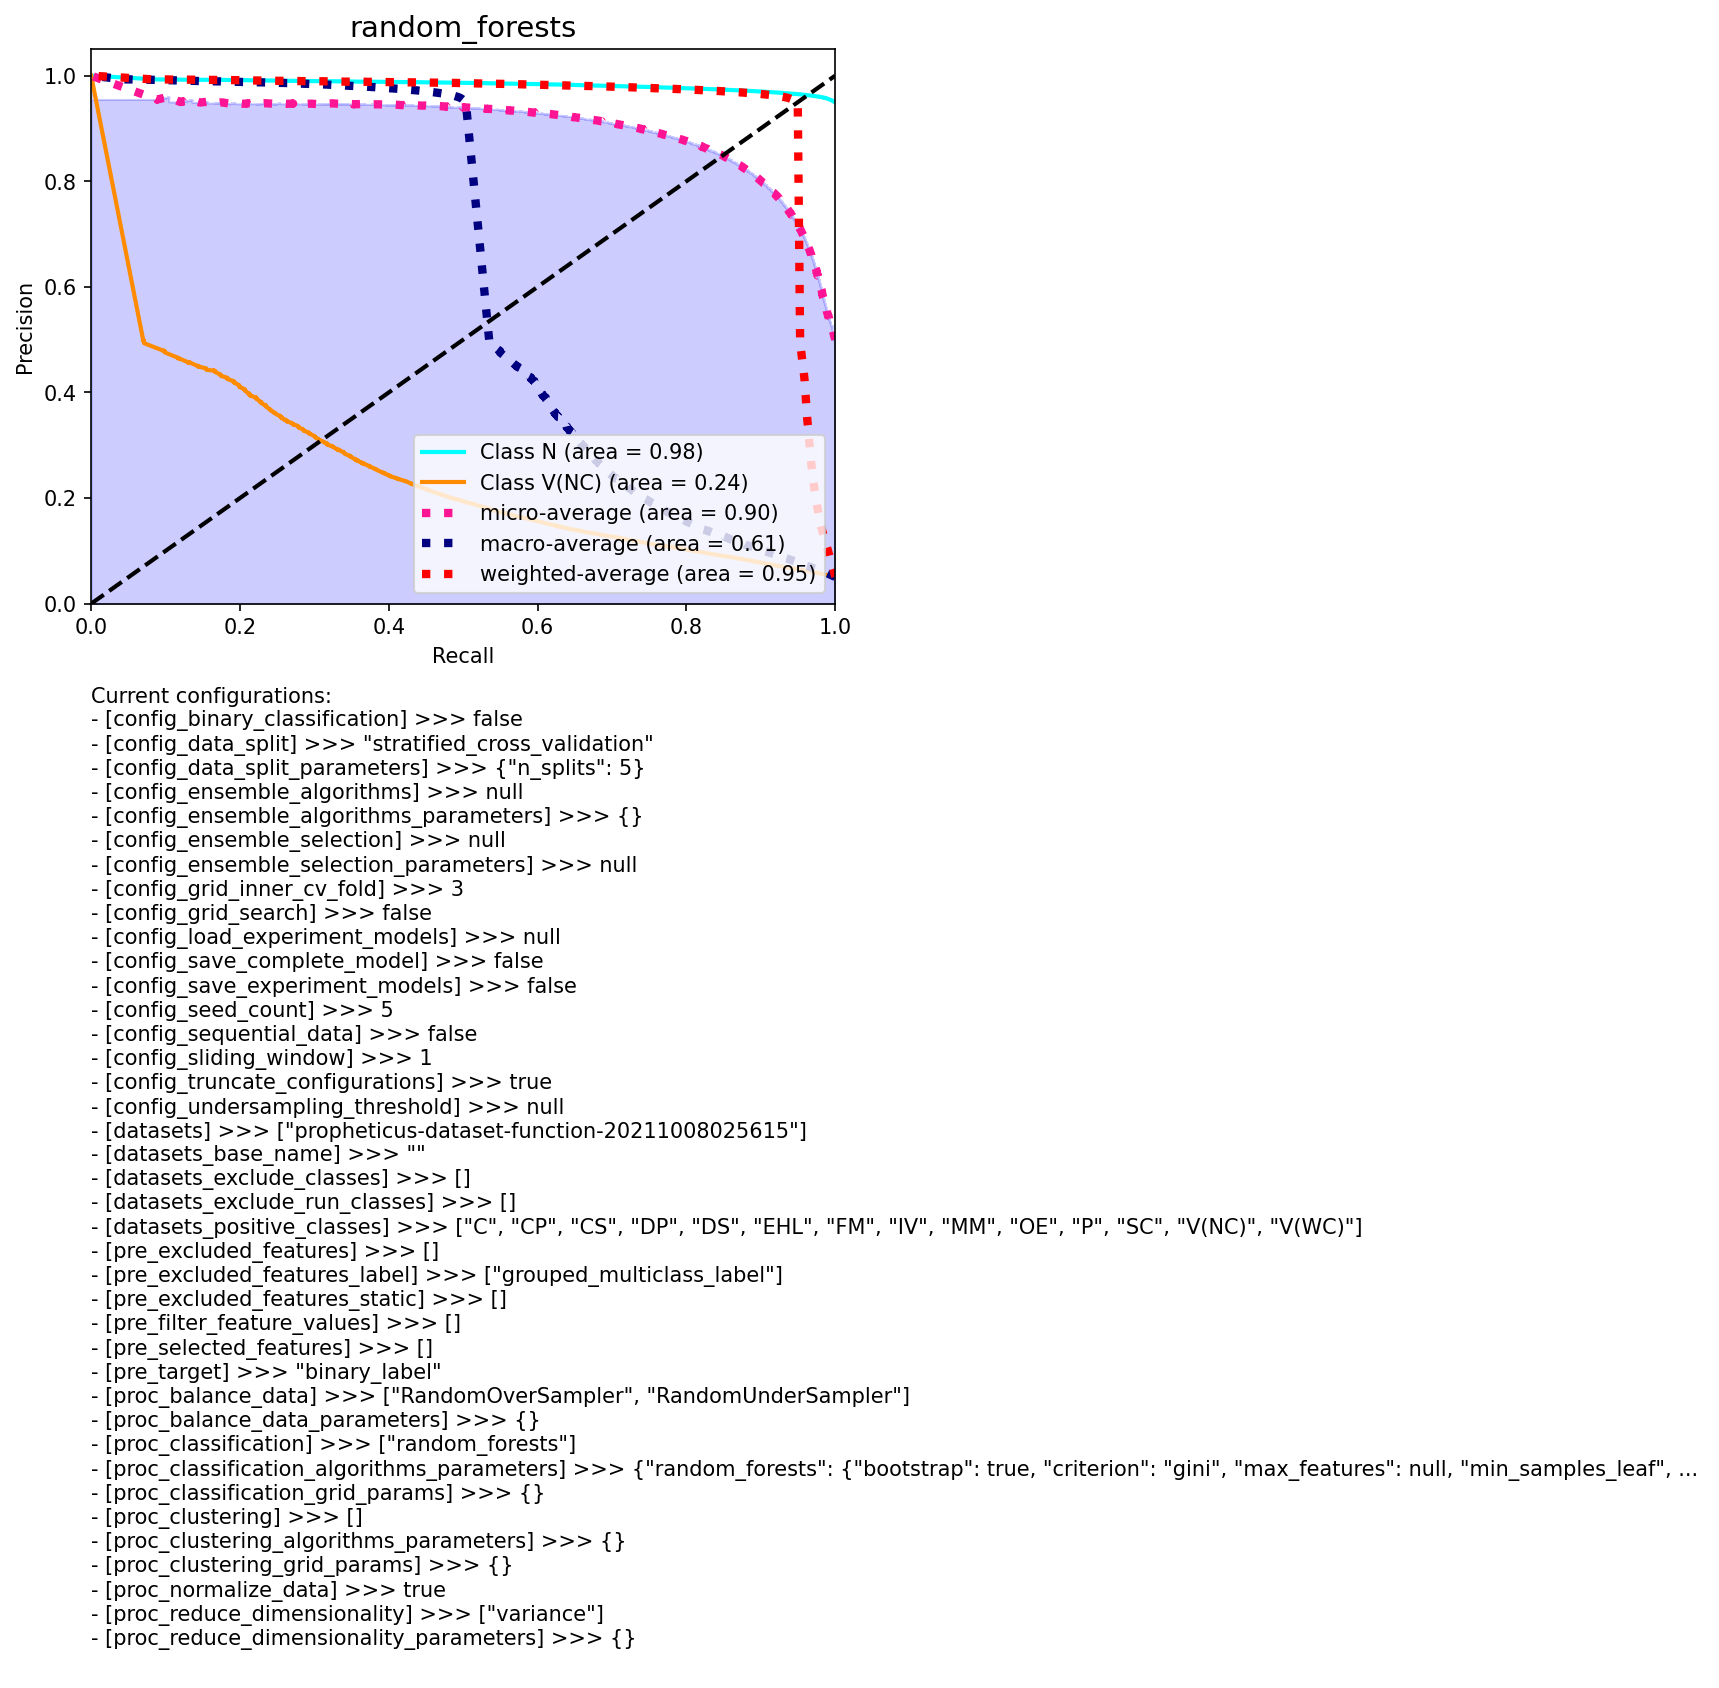 random_forests
1.0
0.8
0.6
0.4
0.2
0.0
Precision
0.0 0.2 0.4 0.6 0.8 1.0
Recall
Class N (area = 0.98)
Class V(NC) (area = 0.24)
micro-average (area = 0.90)
macro-average (area = 0.61)
weighted-average (area = 0.95)
Current configurations:
- [config_binary_classification] >>> false
- [config_data_split] >>> "stratified_cross_validation"
- [config_data_split_parameters] >>> {"n_splits": 5}
- [config_ensemble_algorithms] >>> null
- [config_ensemble_algorithms_parameters] >>> {}
- [config_ensemble_selection] >>> null
- [config_ensemble_selection_parameters] >>> null
- [config_grid_inner_cv_fold] >>> 3
- [config_grid_search] >>> false
- [config_load_experiment_models] >>> null
- [config_save_complete_model] >>> false
- [config_save_experiment_models] >>> false
- [config_seed_count] >>> 5
- [config_sequential_data] >>> false
- [config_sliding_window] >>> 1
- [config_truncate_configurations] >>> true
- [config_undersampling_threshold] >>> null
- [datasets] >>> ["propheticus-dataset-function-20211008025615"]
- [datasets_base_name] >>> ""
- [datasets_exclude_classes] >>> []
- [datasets_exclude_run_classes] >>> []
- [datasets_positive_classes] >>> ["C", "CP", "CS", "DP", "DS", "EHL", "FM", "IV", "MM", "OE", "P", "SC", "V(NC)", "V(WC)"]
- [pre_excluded_features] >>> []
- [pre_excluded_features_label] >>> ["grouped_multiclass_label"]
- [pre_excluded_features_static] >>> []
- [pre_filter_feature_values] >>> []
- [pre_selected_features] >>> []
- [pre_target] >>> "binary_label"
- [proc_balance_data] >>> ["RandomOverSampler", "RandomUnderSampler"]
- [proc_balance_data_parameters] >>> {}
- [proc_classification] >>> ["random_forests"]
- [proc_classification_algorithms_parameters] >>> {"random_forests": {"bootstrap": true, "criterion": "gini", "max_features": null, "min_samples_leaf", ...
- [proc_classification_grid_params] >>> {}
- [proc_clustering] >>> []
- [proc_clustering_algorithms_parameters] >>> {}
- [proc_clustering_grid_params] >>> {}
- [proc_normalize_data] >>> true
- [proc_reduce_dimensionality] >>> ["variance"]
- [proc_reduce_dimensionality_parameters] >>> {}